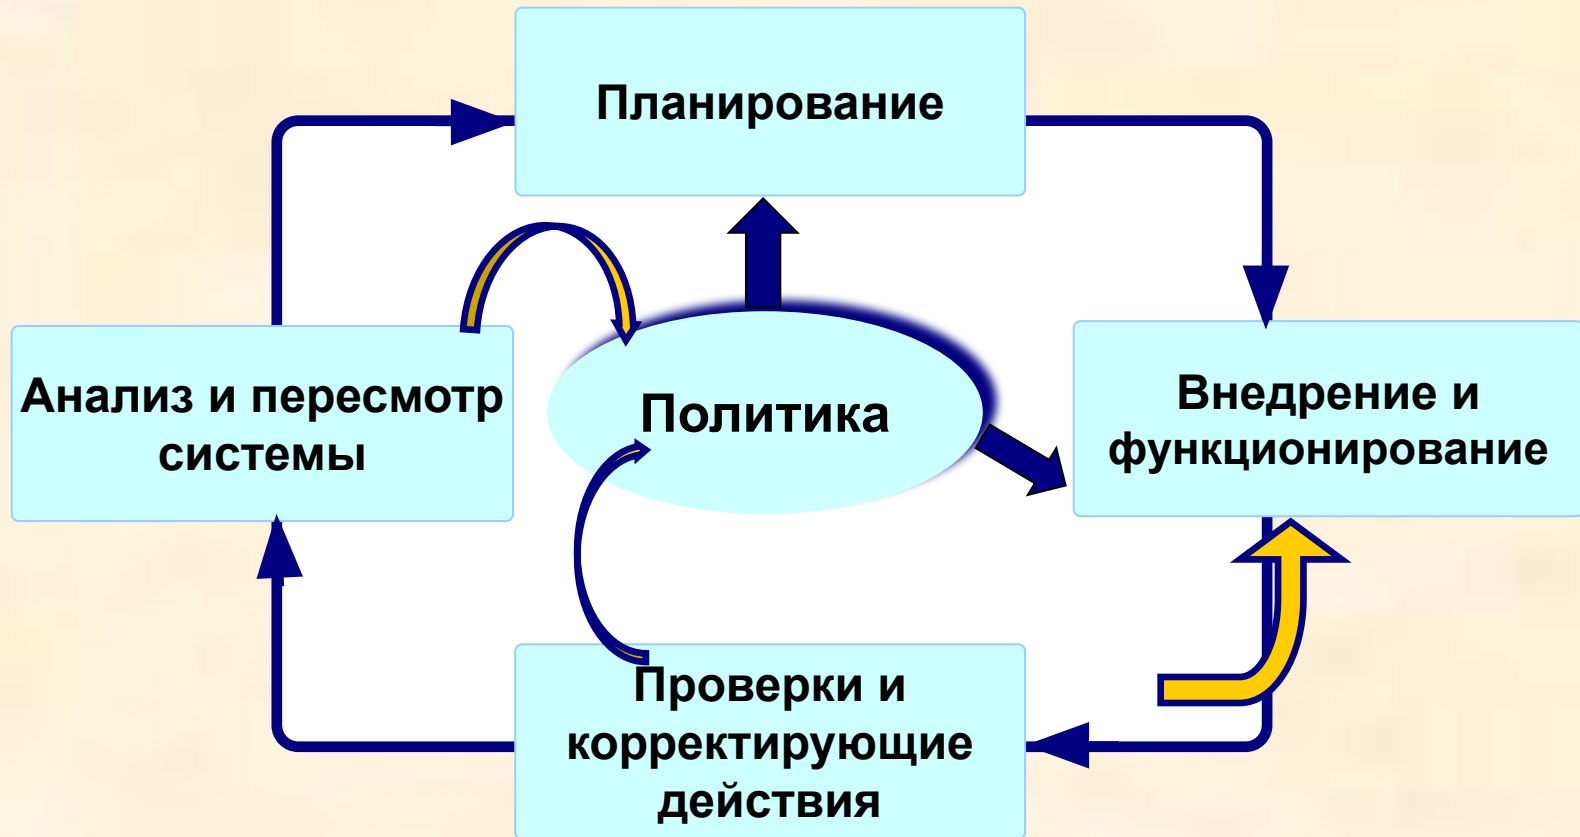 Планирование
Анализ и пересмотр
системы
Политика
Внедрение и
функционирование
Проверки и
корректирующие
действия